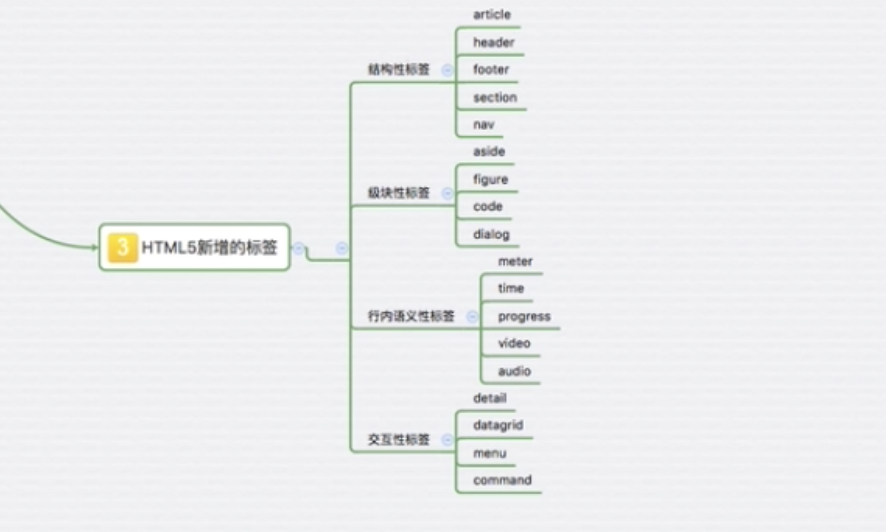 3 HTML5新增的标签
结构性标签
article
header
footer
section
nav
级块性标签
aside
figure
code
dialog
行内语义性标签
meter
time
progress
video
audio
交互性标签
detail
datagrid
menu
command